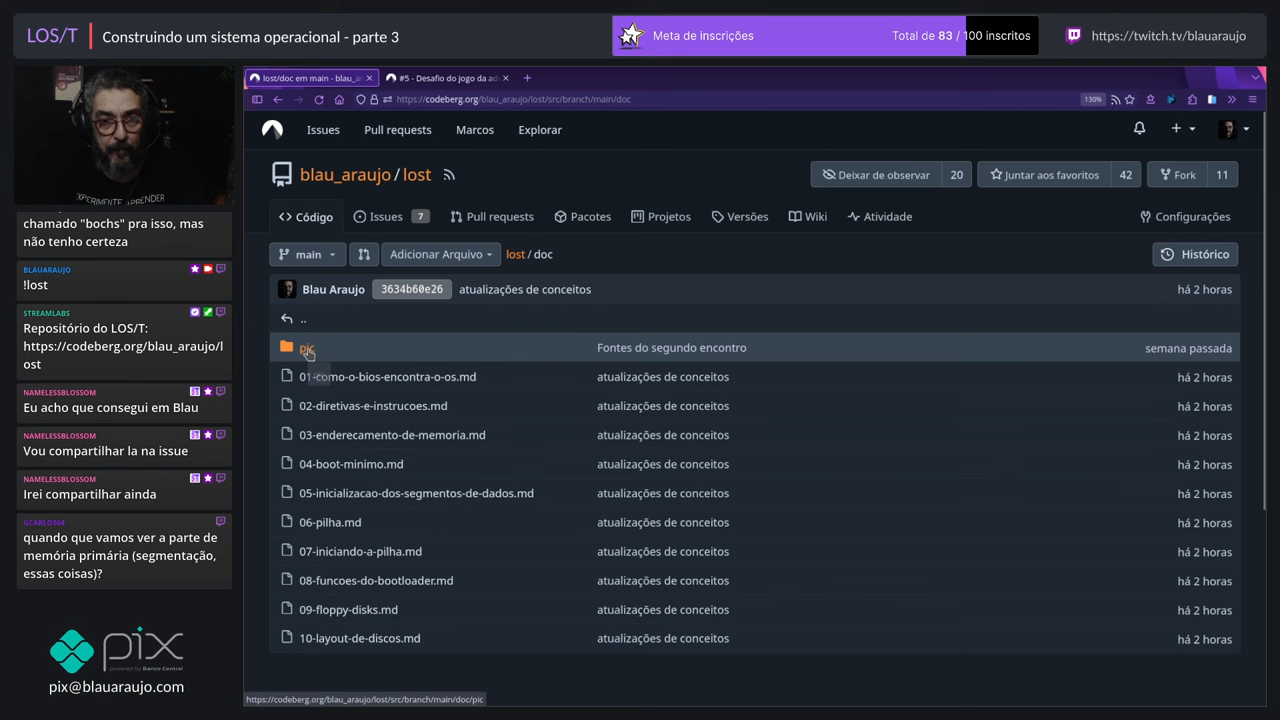 LOS/T
Construindo um sistema operacional - parte 3
Meta de inscrições
Total de 83 / 100 inscritos
https://twitch.tv/blauaraujo
lost/doc em main - blau_a
#5 - Desafio do jogo da ad
https://codeberg.org/blau_araujo/lost/src/branch/main/doc
130%
Issues
Pull requests
Marcos
Explorar
blau_araujo/lost
Deixar de observar
20
Juntar aos favoritos
42
Fork
11
Código
Issues
7
Pull requests
Pacotes
Projetos
Versões
Wiki
Atividade
Configurações
main
Adicionar Arquivo
lost / doc
Histórico
Blau Araujo
3634b60e26
atualizações de conceitos
há 2 horas
..
pic
Fontes do segundo encontro
semana passada
01-como-o-bios-encontra-o-os.md
atualizações de conceitos
há 2 horas
02-diretivas-e-instrucoes.md
atualizações de conceitos
há 2 horas
03-enderecamento-de-memoria.md
atualizações de conceitos
há 2 horas
04-boot-minimo.md
atualizações de conceitos
há 2 horas
05-inicializacao-dos-segmentos-de-dados.md
atualizações de conceitos
há 2 horas
06-pilha.md
atualizações de conceitos
há 2 horas
07-iniciando-a-pilha.md
atualizações de conceitos
há 2 horas
08-funcoes-do-bootloader.md
atualizações de conceitos
há 2 horas
09-floppy-disks.md
atualizações de conceitos
há 2 horas
10-layout-de-discos.md
atualizações de conceitos
há 2 horas
https://codeberg.org/blau_araujo/lost/src/branch/main/doc/pic
EXPERIMENTE APRENDER
chamado "bochs" pra isso, mas
não tenho certeza
BLAUARAUJO
!lost
STREAMLABS
Repositório do LOS/T:
https://codeberg.org/blau_araujo/l
ost
NAMELESSBLOSSOM
Eu acho que consegui em Blau
NAMELESSBLOSSOM
Vou compartilhar la na issue
NAMELESSBLOSSOM
Irei compartilhar ainda
GCARLOS64
quando que vamos ver a parte de
memória primária (segmentação,
essas coisas)?
pix
powered by Banco Central
pix@blauaraujo.com